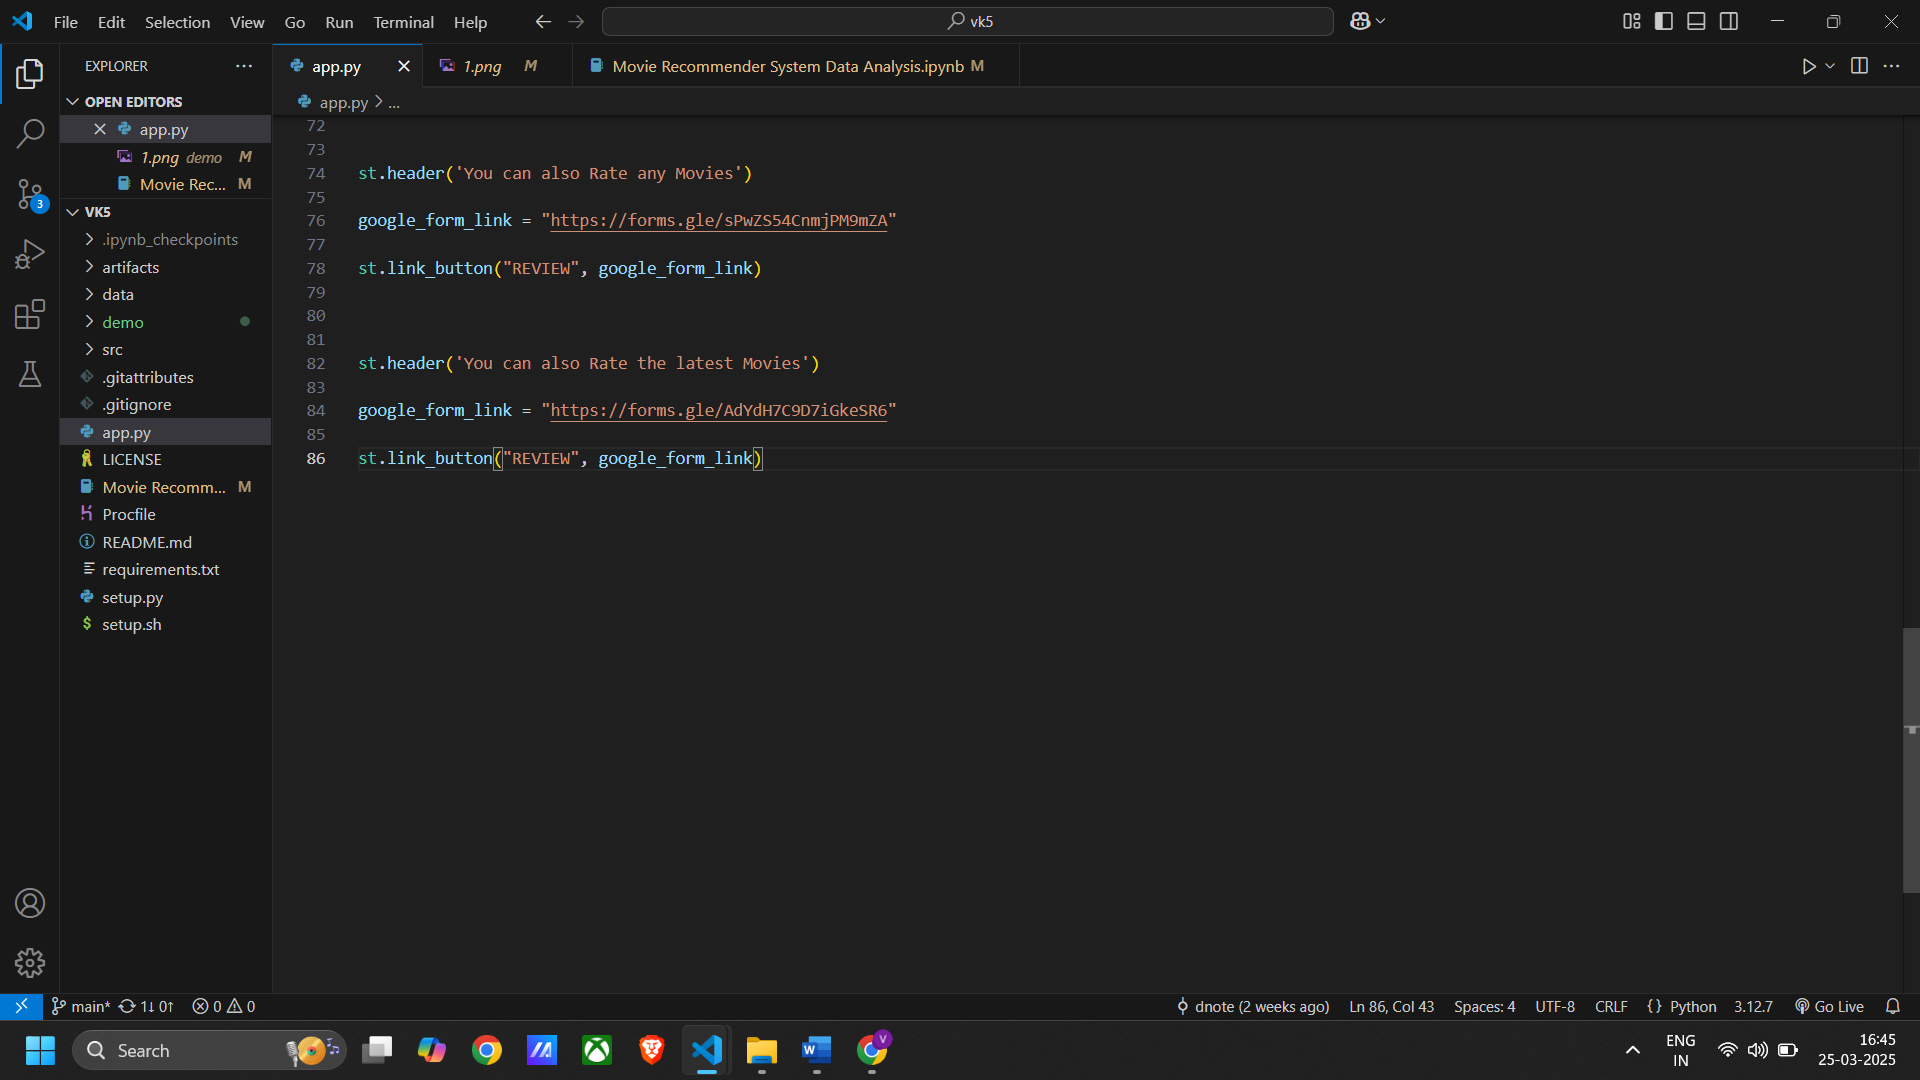 File Edit Selection View Go Run Terminal Help vk5
EXPLORER
OPEN EDITORS
app.py
1.png demo M
Movie Rec... M
VK5
.ipynb_checkpoints
artifacts
data
demo
src
.gitattributes
.gitignore
app.py
LICENSE
Movie Recomm... M
Procfile
README.md
requirements.txt
setup.py
setup.sh
3
app.py 1.png M Movie Recommender System Data Analysis.ipynb M
app.py > ...
72
73
74 st.header('You can also Rate any Movies')
75
76 google_form_link = "https://forms.gle/sPwZS54CnmjPM9mZA"
77
78 st.link_button("REVIEW", google_form_link)
79
80
81
82 st.header('You can also Rate the latest Movies')
83
84 google_form_link = "https://forms.gle/AdYdH7C9D7iGkeSR6"
85
86 st.link_button("REVIEW", google_form_link)
main* 1↓ 0↑ 0 0 dnote (2 weeks ago) Ln 86, Col 43 Spaces: 4 UTF-8 CRLF {} Python 3.12.7 Go Live
Search V ENG 16:45
IN 25-03-2025